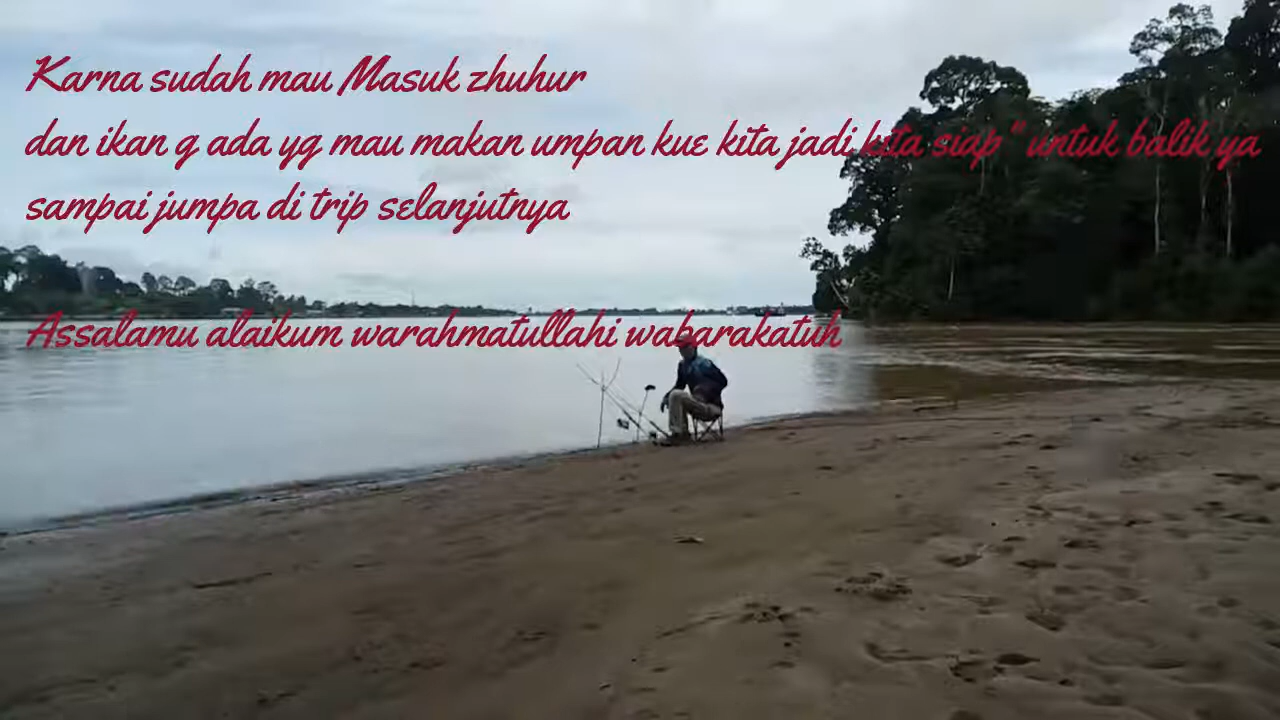 Karna sudah mau Masuk zhuhur
dan ikan g ada yg mau makan umpan kue kita jadi kita siap" untuk balik ya
sampai jumpa di trip selanjutnya
Assalamu alaikum warahmatullahi wabarakatuh